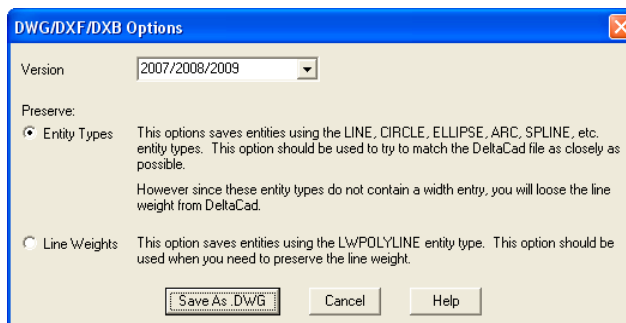 DWG/DXF/DXB Options
Version 2007/2008/2009
Preserve:
Entity Types This options saves entities using the LINE, CIRCLE, ELLIPSE, ARC, SPLINE, etc.
entity types. This option should be used to try to match the DeltaCad file as closely as
possible.
However since these entity types do not contain a width entry, you will loose the line
weight from DeltaCad.
Line Weights This option saves entities using the LWPOLYLINE entity type. This option should be
used when you need to preserve the line weight.
Save As .DWG Cancel Help